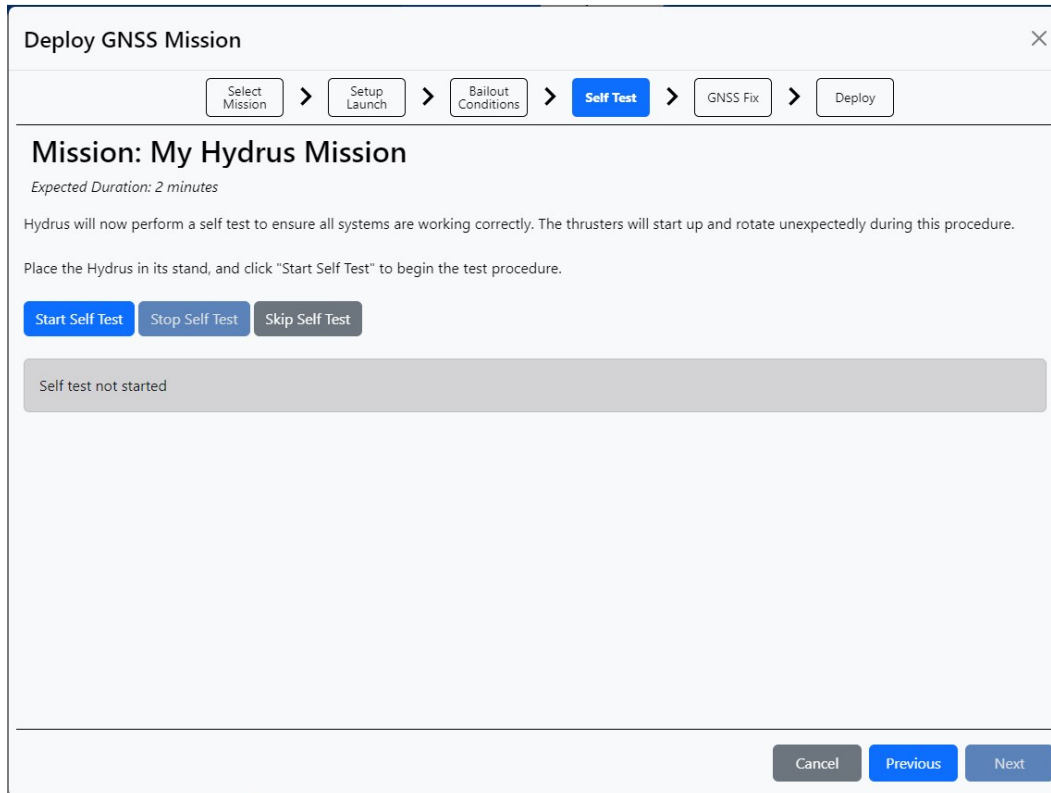 Deploy GNSS Mission
Select
Mission
Setup
Launch
Bailout
Conditions
Self Test
GNSS Fix
Deploy
Mission: My Hydrus Mission
Expected Duration: 2 minutes
Hydrus will now perform a self test to ensure all systems are working correctly. The thrusters will start up and rotate unexpectedly during this procedure.
Place the Hydrus in its stand, and click "Start Self Test" to begin the test procedure.
Start Self Test Stop Self Test Skip Self Test
Self test not started
Cancel Previous Next